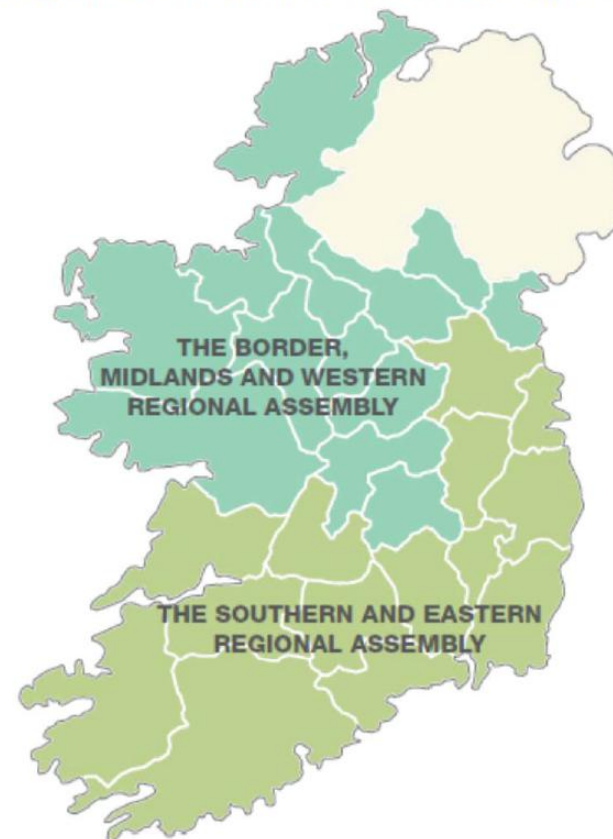 THE BORDER,
MIDLANDS AND WESTERN
REGIONAL ASSEMBLY
THE SOUTHERN AND EASTERN
REGIONAL ASSEMBLY